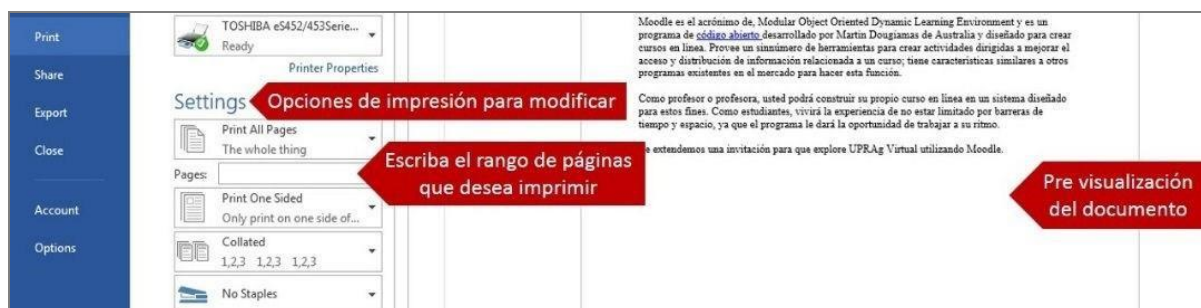 Print
Share
Export
Close
Account
Options
TOSHIBA eS452/453Serie...
Ready
Printer Properties
Settings
Opciones de impresión para modificar
Print All Pages
The whole thing
Pages:
Escriba el rango de páginas
que desea imprimir
Print One Sided
Only print on one side of...
Collated
1,2,3 1,2,3 1,2,3
No Staples
Moodle es el acrónimo de, Modular Object Oriented Dynamic Learning Environment y es un
programa de código abierto desarrollado por Martin Dougiamas de Australia y diseñado para crear
cursos en línea. Provee un sinnúmero de herramientas para crear actividades dirigidas a mejorar el
acceso y distribución de información relacionada a un curso; tiene características similares a otros
programas existentes en el mercado para hacer esta función.
Como profesor o profesora, usted podrá construir su propio curso en línea en un sistema diseñado
para estos fines. Como estudiantes, vivirá la experiencia de no estar limitado por barreras de
tiempo y espacio, ya que el programa le dará la oportunidad de trabajar a su ritmo.
e extendemos una invitación para que explore UPRAg Virtual utilizando Moodle.
Pre visualización
del documento